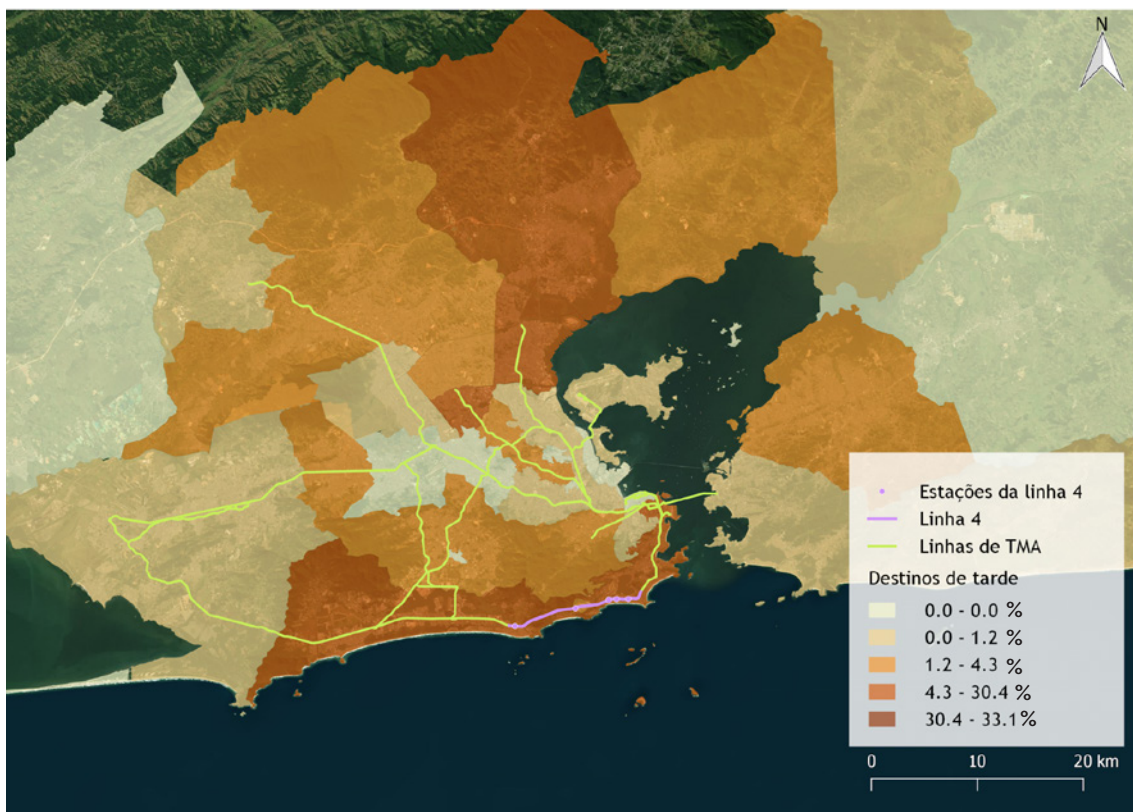 N
Estações da linha 4
Linha 4
Linhas de TMA
Destinos de tarde
0.0 - 0.0 %
0.0 - 1.2 %
1.2 - 4.3 %
4.3 - 30.4 %
30.4 - 33.1%
0 10 20 km